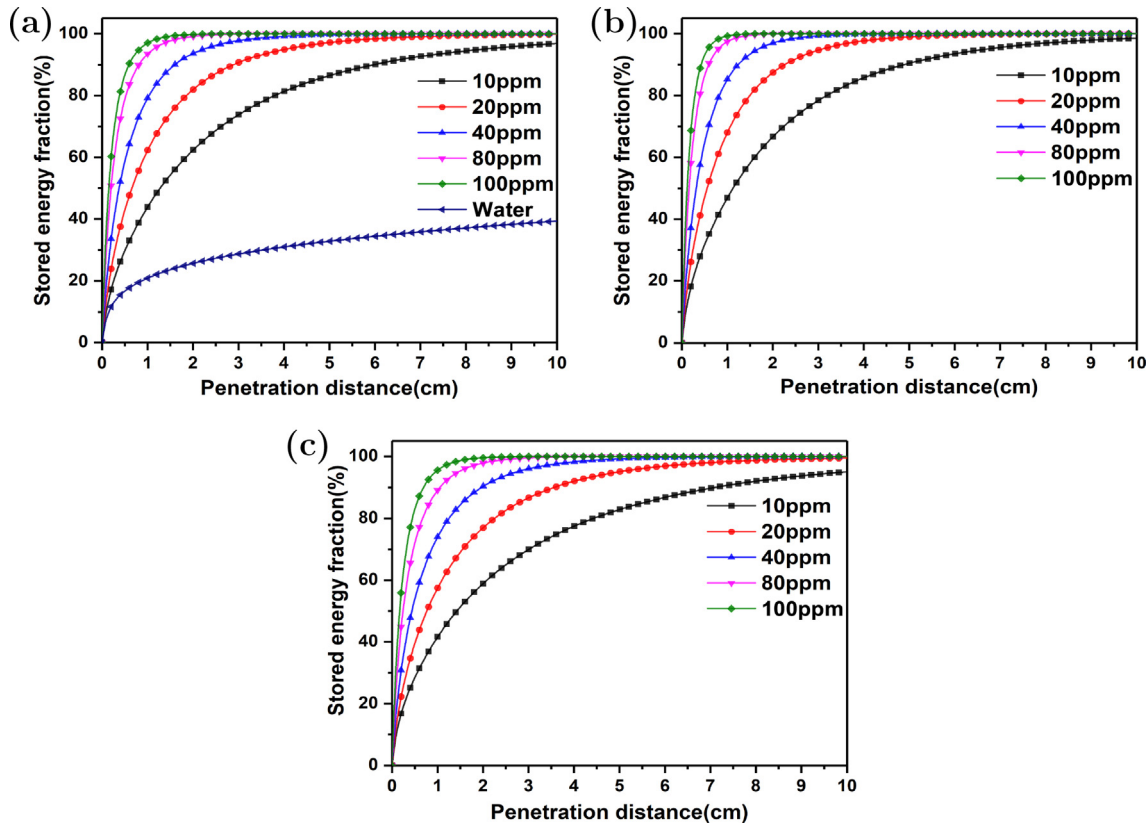 (a)
Stored energy fraction(%)
100
80
60
40
20
0
10ppm
20ppm
40ppm
80ppm
100ppm
Water
0 1 2 3 4 5 6 7 8 9 10
Penetration distance(cm)
(b)
Stored energy fraction(%)
100
80
60
40
20
0
10ppm
20ppm
40ppm
80ppm
100ppm
0 1 2 3 4 5 6 7 8 9 10
Penetration distance(cm)
(c)
Stored energy fraction(%)
100
80
60
40
20
0
10ppm
20ppm
40ppm
80ppm
100ppm
0 1 2 3 4 5 6 7 8 9 10
Penetration distance(cm)